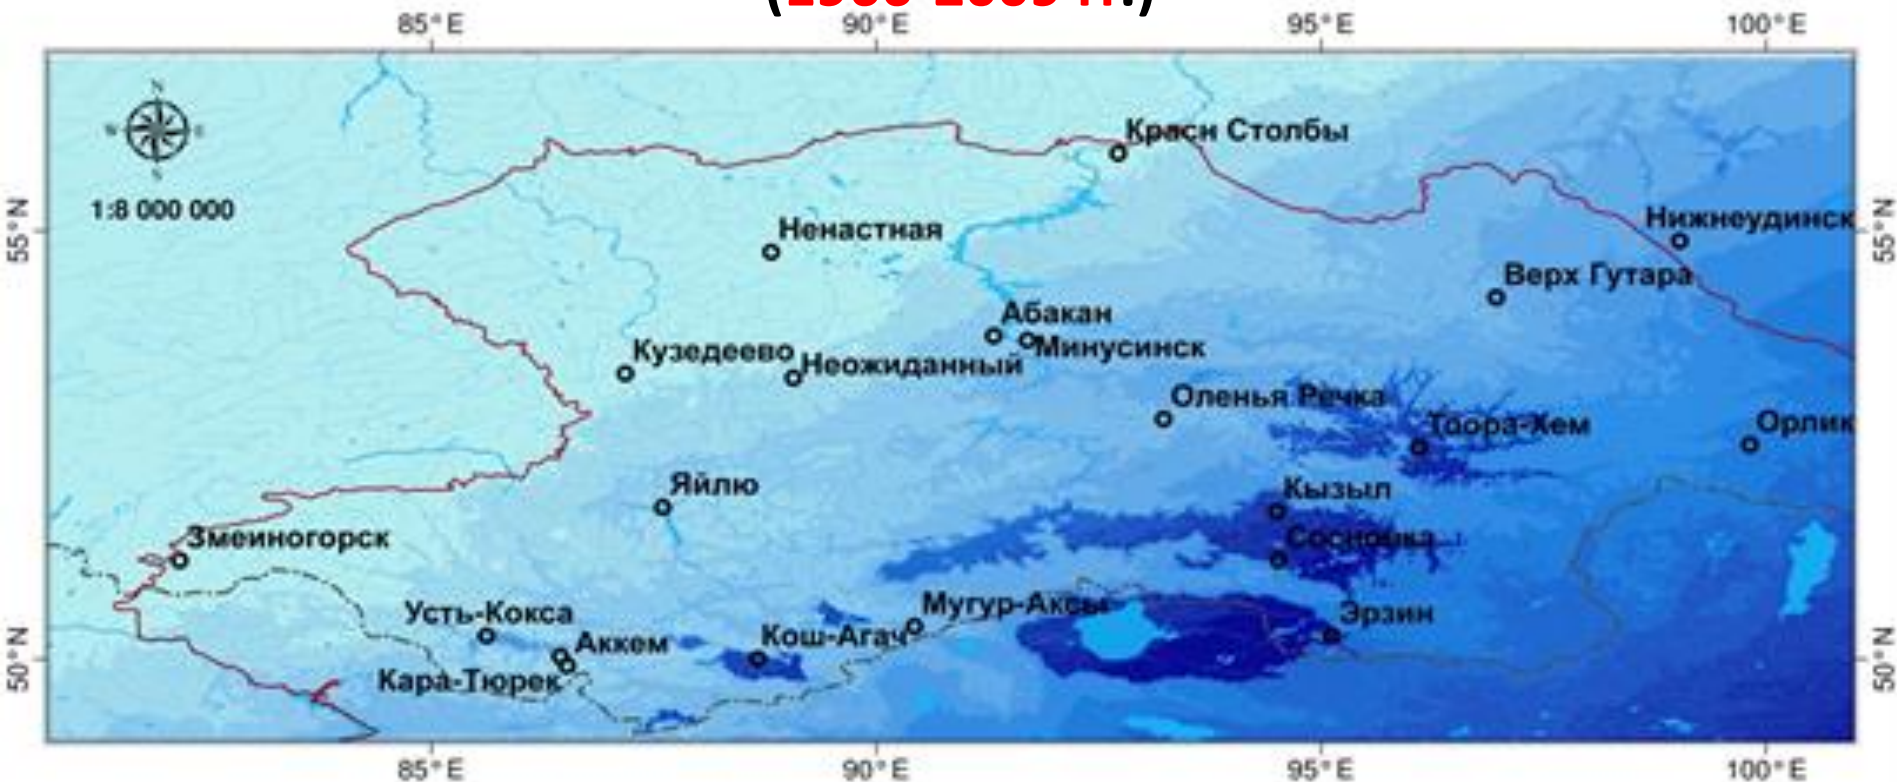 85°E 90°E 95°E 100°E
N
W E
S
1:8 000 000
55°N
55°N
50°N
50°N
Красн Столбы
Ненастная
Нижнеудинск
Верх Гутара
Абакан
Минусинск
Кузедеево
Неожиданный
Оленья Речка
Тоора-Хем
Орлик
Яйлю
Кызыл
Змеиногорск
Сосновка
Усть-Кокса
Мугур-Аксы
Эрзин
Аккем
Кош-Агач
Кара-Тюрек
85°E 90°E 95°E 100°E